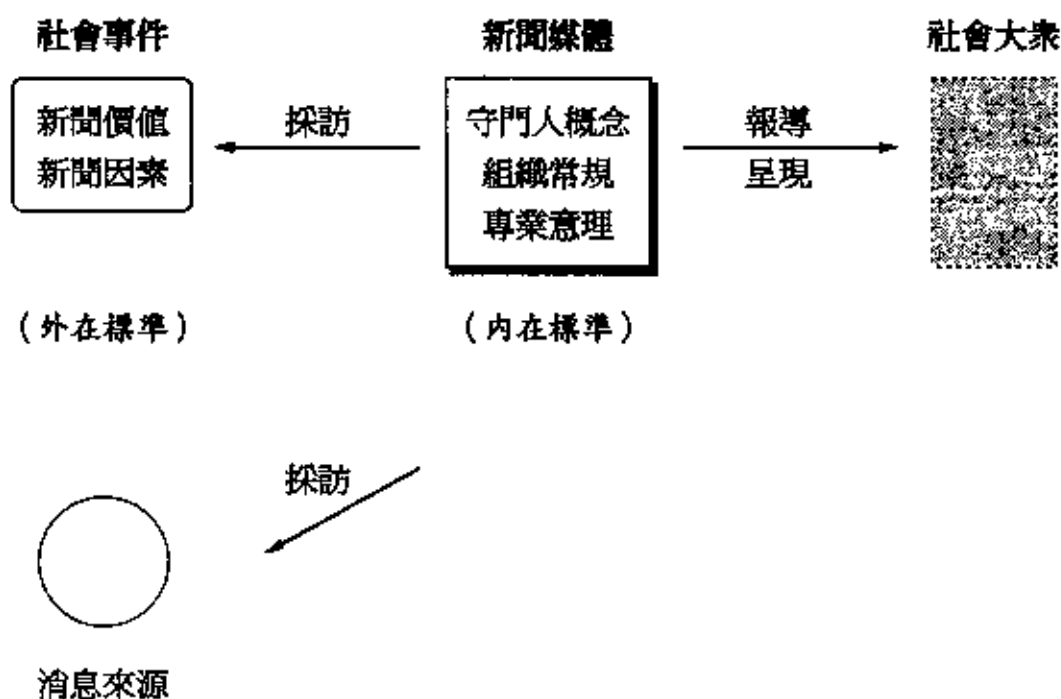 社會事件
新聞媒體
社會大衆
新聞價值
新聞因素
採訪
守門人概念
組織常規
專業意理
報導
呈現
(外在標準)
(內在標準)
採訪
消息來源